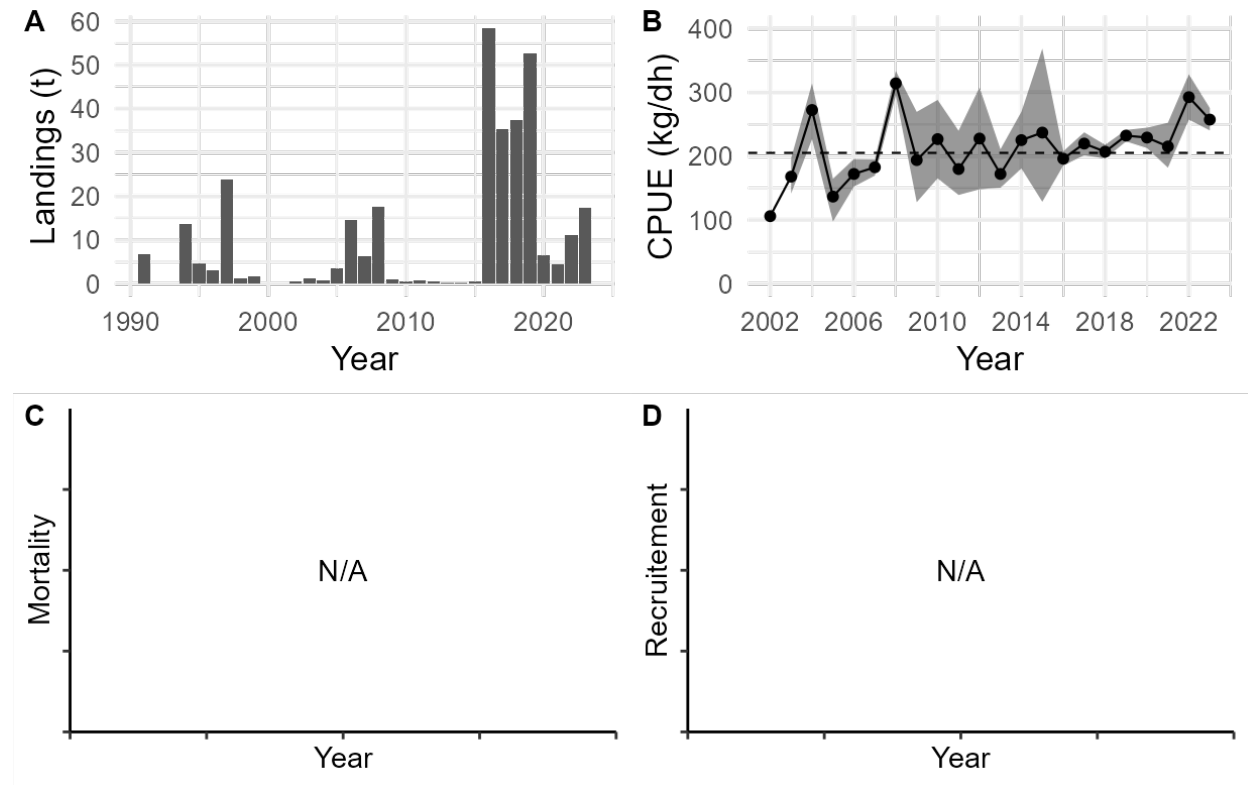 A
Landings (t)
60
50
40
30
20
10
0
1990 2000 2010 2020
Year
B
CPUE (kg/dh)
400
300
200
100
0
2002 2006 2010 2014 2018 2022
Year
C
Mortality
N/A
Year
D
Recruitement
N/A
Year